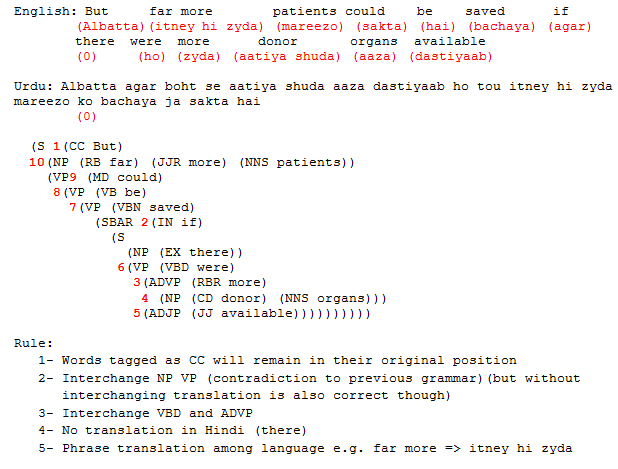 English: But far more patients could be saved if
(Albatta) (itney hi zyda) (mareezo) (sakta) (hai) (bachaya) (agar)
there were more donor organs available
(0) (ho) (zyda) (aatiya shuda) (aaza) (dastiyaab)
Urdu: Albatta agar boht se aatiya shuda aaza dastiyaab ho tou itney hi zyda
mareezo ko bachaya ja sakta hai
(0)
(S 1(CC But)
10(NP (RB far) (JJR more) (NNS patients))
(VP9 (MD could)
8(VP (VB be)
7(VP (VBN saved)
(SBAR 2(IN if)
(S
(NP (EX there))
6(VP (VBD were)
3(ADVP (RBR more)
4 (NP (CD donor) (NNS organs)))
5(ADJP (JJ available))))))))))
Rule:
1- Words tagged as CC will remain in their original position
2- Interchange NP VP (contradiction to previous grammar)(but without
interchanging translation is also correct though)
3- Interchange VBD and ADVP
4- No translation in Hindi (there)
5- Phrase translation among language e.g. far more => itney hi zyda